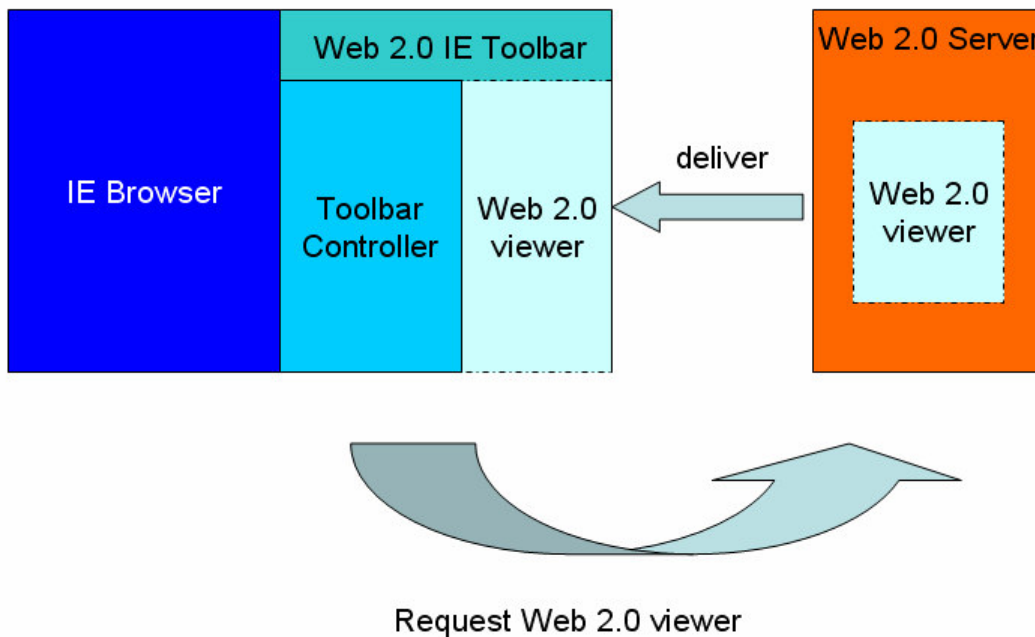 Web 2.0 IE Toolbar
Web 2.0 Server
IE Browser
Toolbar
Controller
Web 2.0
viewer
deliver
Web 2.0
viewer
Request Web 2.0 viewer